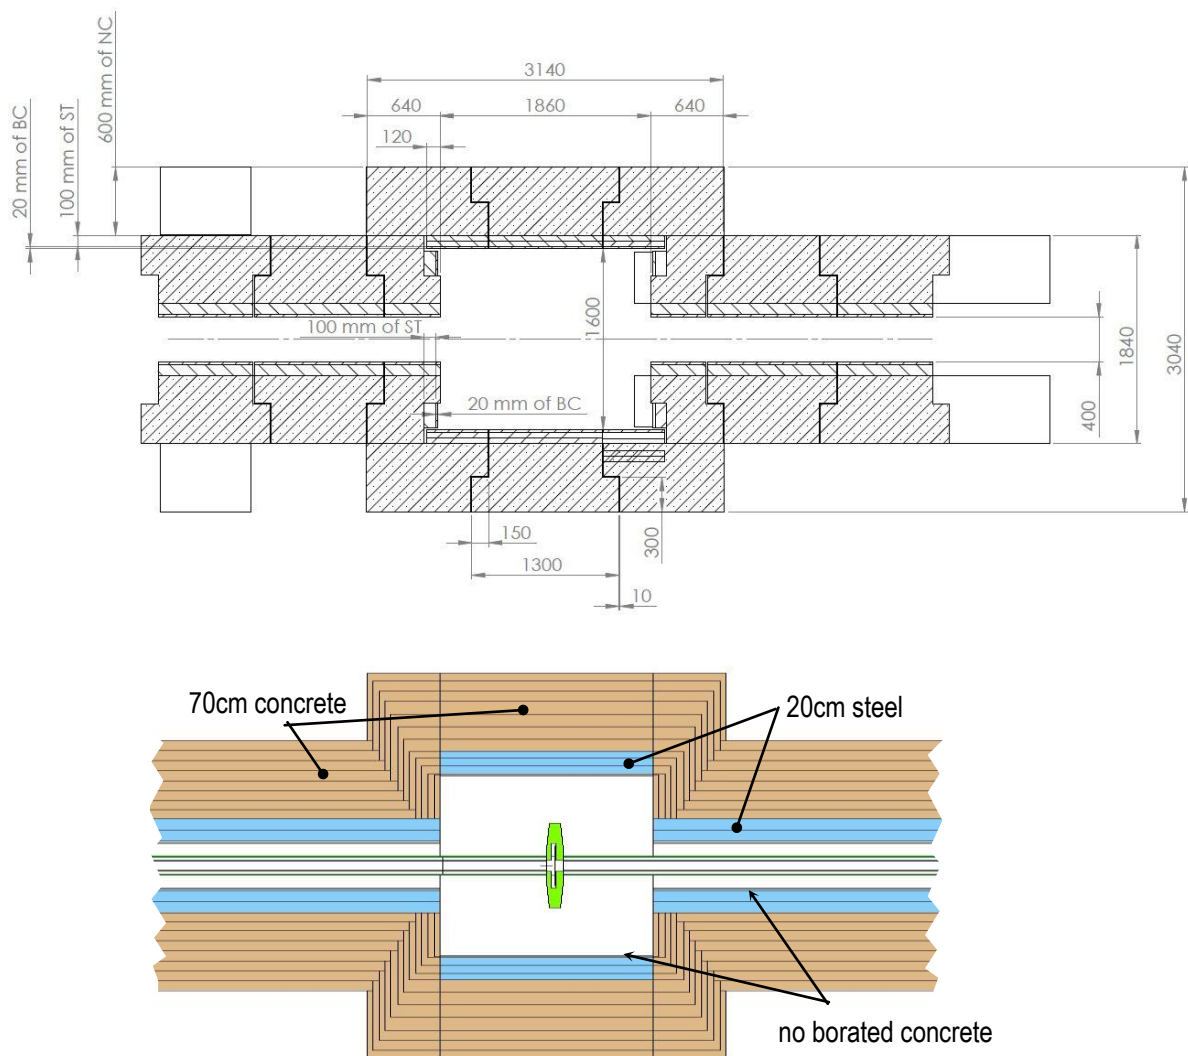 600 mm of NC
20 mm of BC
100 mm of ST
3140
640
1860
640
120
100 mm of ST
1600
1840
3040
400
20 mm of BC
150
300
1300
10
70cm concrete
20cm steel
no borated concrete